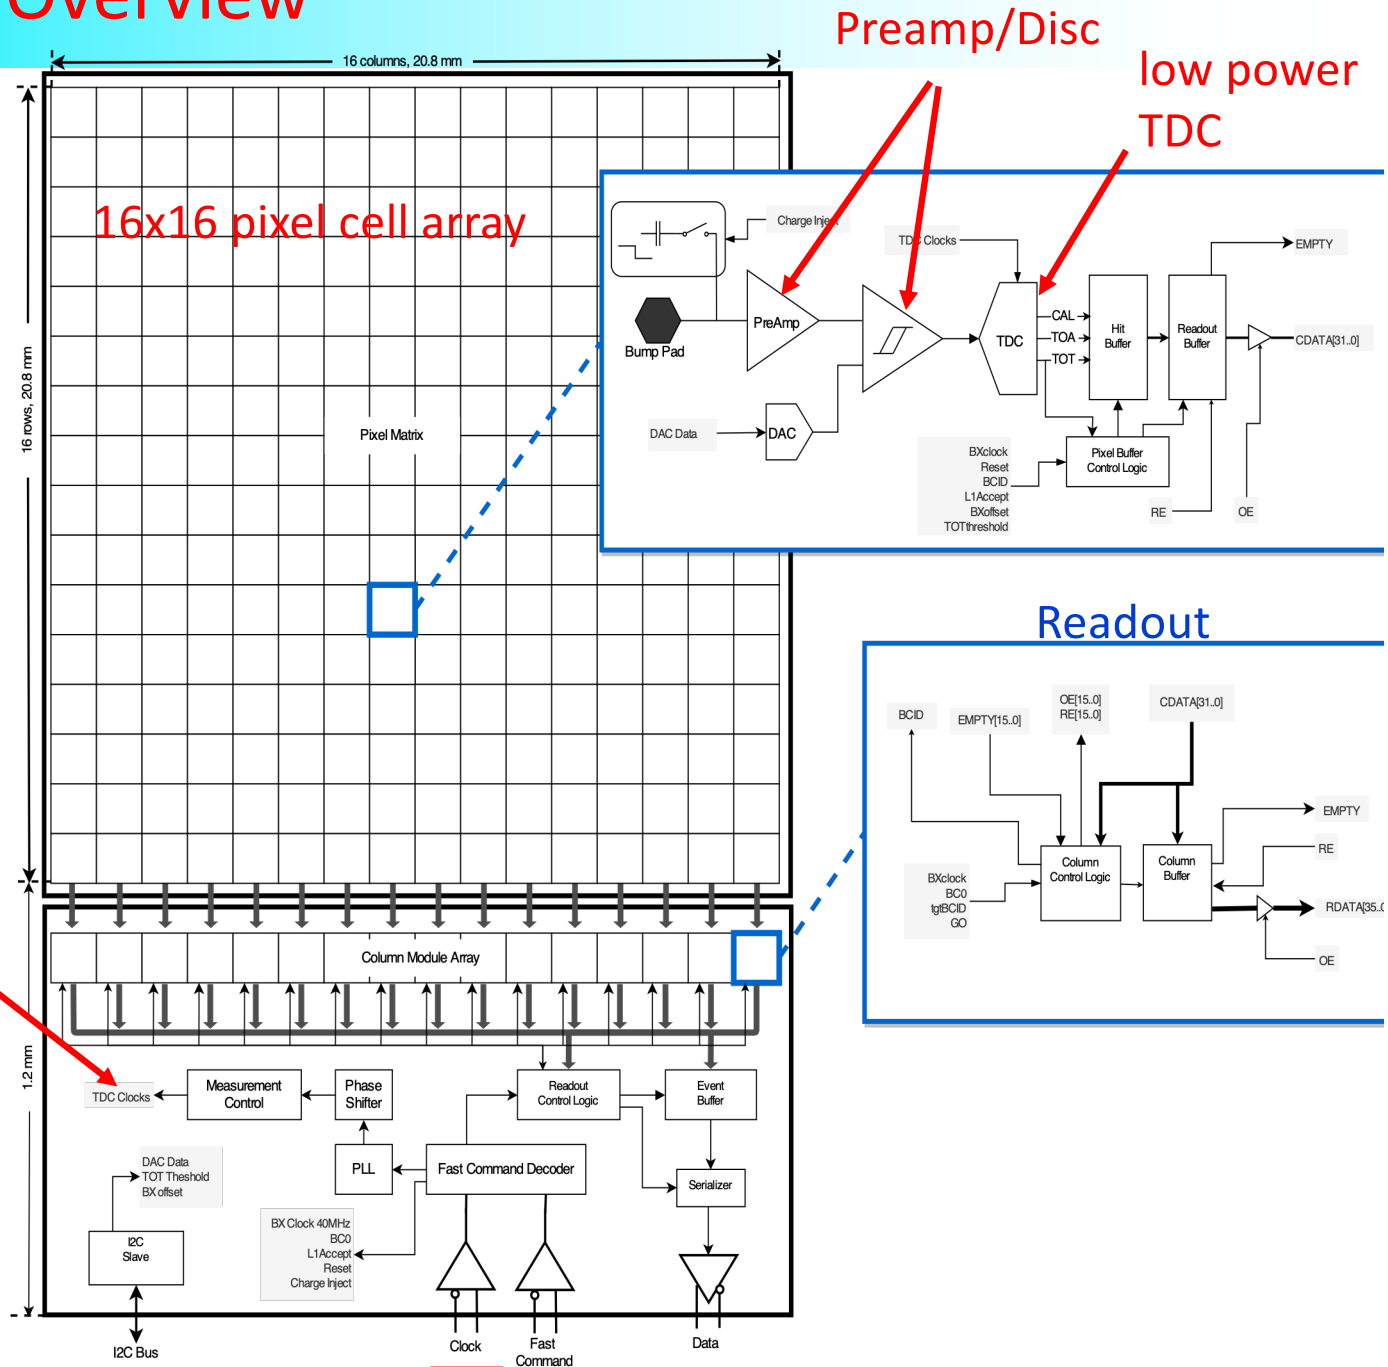 Overview
Preamp/Disc
low power
TDC
16 columns, 20.8 mm
16 rows, 20.8 mm
16x16 pixel cell array
Pixel Matrix
Charge Inject
TDC Clocks
EMPTY
Bump Pad
PreAmp
TDC
CAL
TOA
TOT
Hit
Buffer
Readout
Buffer
CDATA[31..0]
DAC Data
DAC
BXclock
Reset
BCID
L1Accept
BXoffset
TOTthreshold
Pixel Buffer
Control Logic
RE
OE
Readout
BCID
EMPTY[15..0]
OE[15..0]
RE[15..0]
CDATA[31..0]
BXclock
BC0
tgtBCID
GO
Column
Control Logic
Column
Buffer
EMPTY
RE
RDATA[35..0
OE
Column Module Array
1.2 mm
TDC Clocks
Measurement
Control
Phase
Shifter
Readout
Control Logic
Event
Buffer
DAC Data
TOT Theshold
BX offset
PLL
Fast Command Decoder
Serializer
I2C
Slave
BX Clock 40MHz
BC0
L1Accept
Reset
Charge Inject
I2C Bus
Clock
Fast
Command
Data